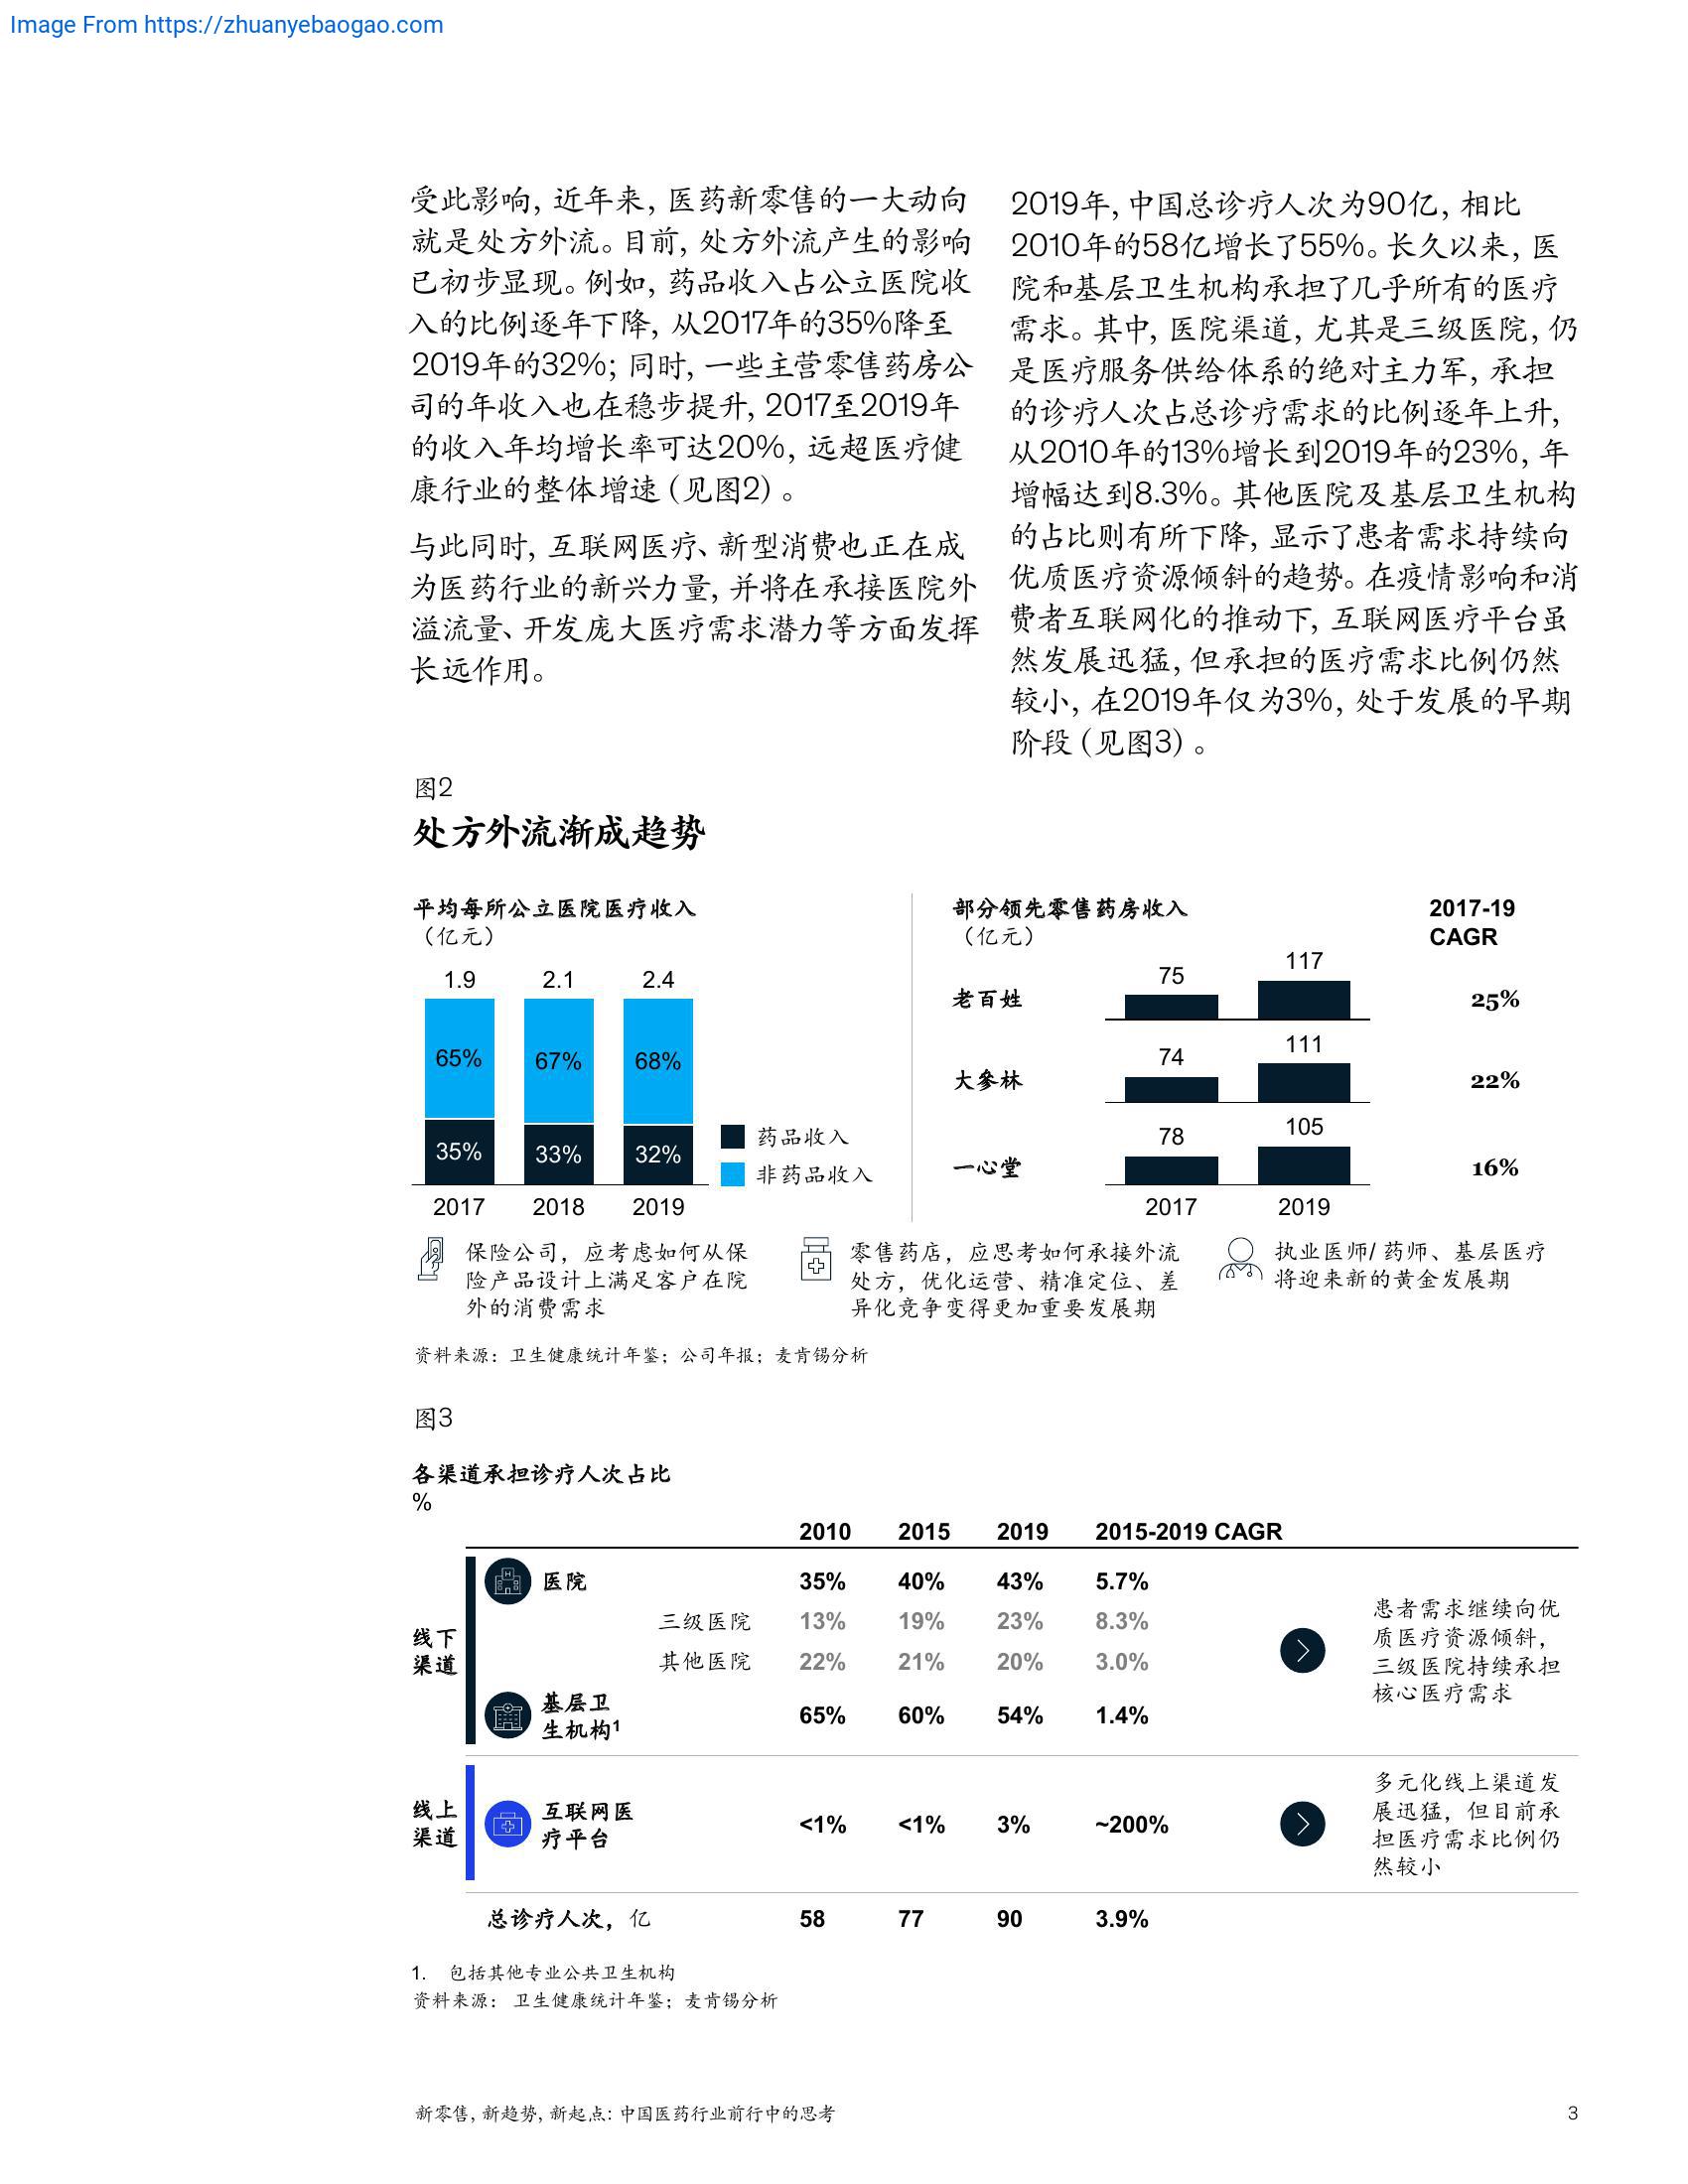 Image From https://zhuanyebaogao.com
受此影响，近年来，医药新零售的一大动向
就是处方外流。目前，处方外流产生的影响
已初步显现。例如，药品收入占公立医院收
入的比例逐年下降，从2017年的35%降至
2019年的32%；同时，一些主营零售药房公
司的年收入也在稳步提升，2017至2019年
的收入年均增长率可达20%，远超医疗健
康行业的整体增速（见图2）。
与此同时，互联网医疗、新型消费也正在成
为医药行业的新兴力量，并将在承接医院外
溢流量、开发庞大医疗需求潜力等方面发挥
长远作用。
2019年，中国总诊疗人次为90亿，相比
2010年的58亿增长了55%。长久以来，医
院和基层卫生机构承担了几乎所有的医疗
需求。其中，医院渠道，尤其是三级医院，仍
是医疗服务供给体系的绝对主力军，承担
的诊疗人次占总诊疗需求的比例逐年上升，
从2010年的13%增长到2019年的23%，年
增幅达到8.3%。其他医院及基层卫生机构
的占比则有所下降，显示了患者需求持续向
优质医疗资源倾斜的趋势。在疫情影响和消
费者互联网化的推动下，互联网医疗平台虽
然发展迅猛，但承担的医疗需求比例仍然
较小，在2019年仅为3%，处于发展的早期
阶段（见图3）。
图2
处方外流渐成趋势
平均每所公立医院医疗收入
（亿元）
1.9 2.1 2.4
65% 67% 68%
35% 33% 32%
2017 2018 2019
药品收入
非药品收入
部分领先零售药房收入
（亿元）
2017-19
CAGR
老百姓 75 117 25%
大参林 74 111 22%
一心堂 78 105 16%
2017 2019
保险公司，应考虑如何从保
险产品设计上满足客户在院
外的消费需求
零售药店，应思考如何承接外流
处方，优化运营、精准定位、差
异化竞争变得更加重要发展期
执业医师/ 药师、基层医疗
将迎来新的黄金发展期
资料来源：卫生健康统计年鉴；公司年报；麦肯锡分析
图3
各渠道承担诊疗人次占比
%
2010 2015 2019 2015-2019 CAGR
线下
渠道
医院 35% 40% 43% 5.7%
三级医院 13% 19% 23% 8.3%
其他医院 22% 21% 20% 3.0%
基层卫
生机构1 65% 60% 54% 1.4%
患者需求继续向优
质医疗资源倾斜，
三级医院持续承担
核心医疗需求
线上
渠道
互联网医
疗平台 <1% <1% 3% ~200%
多元化线上渠道发
展迅猛，但目前承
担医疗需求比例仍
然较小
总诊疗人次，亿 58 77 90 3.9%
1. 包括其他专业公共卫生机构
资料来源： 卫生健康统计年鉴；麦肯锡分析
新零售，新趋势，新起点：中国医药行业前行中的思考 3